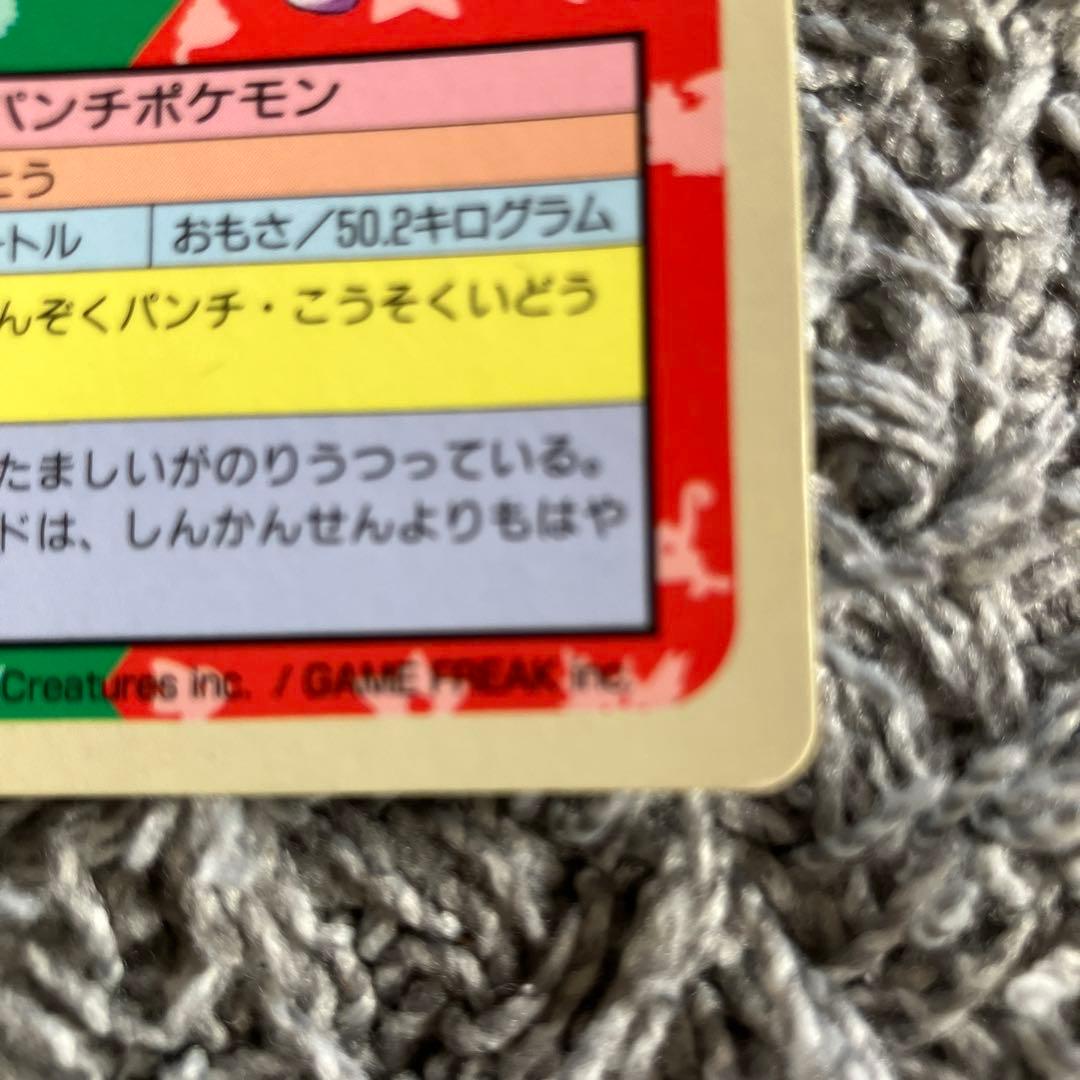 パンチポケモン
とう
ートル おもさ／50.2キログラム
んぞくパンチ・こうそくいどう
たましいがのりうつっている。
ドは、しんかんせんよりもはや
Creatures inc. / GAME FREAK inc.